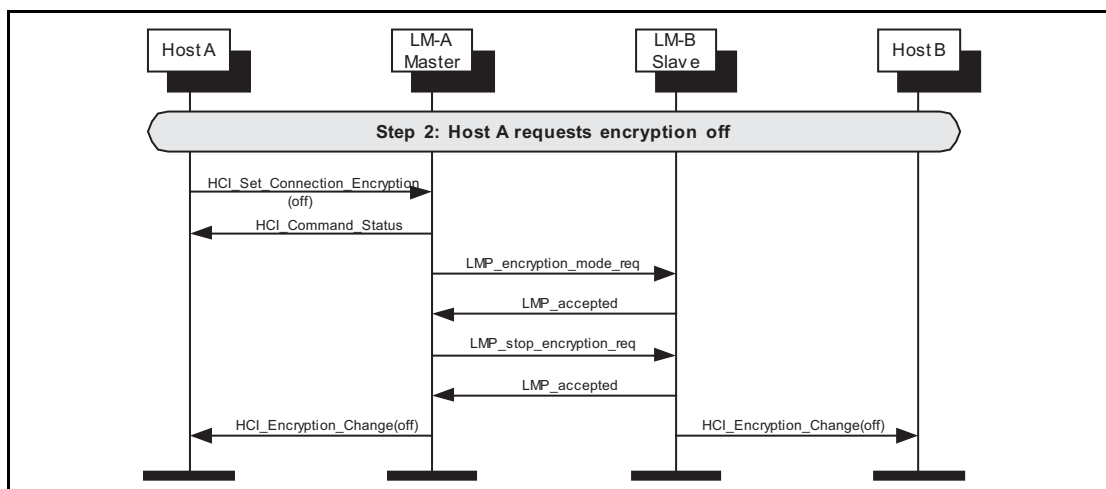 Host A
LM-A
Master
LM-B
Slave
Host B
Step 2: Host A requests encryption off
HCI_Set_Connection_Encryption
(off)
HCI_Command_Status
LMP_encryption_mode_req
LMP_accepted
LMP_stop_encryption_req
LMP_accepted
HCI_Encryption_Change(off)
HCI_Encryption_Change(off)